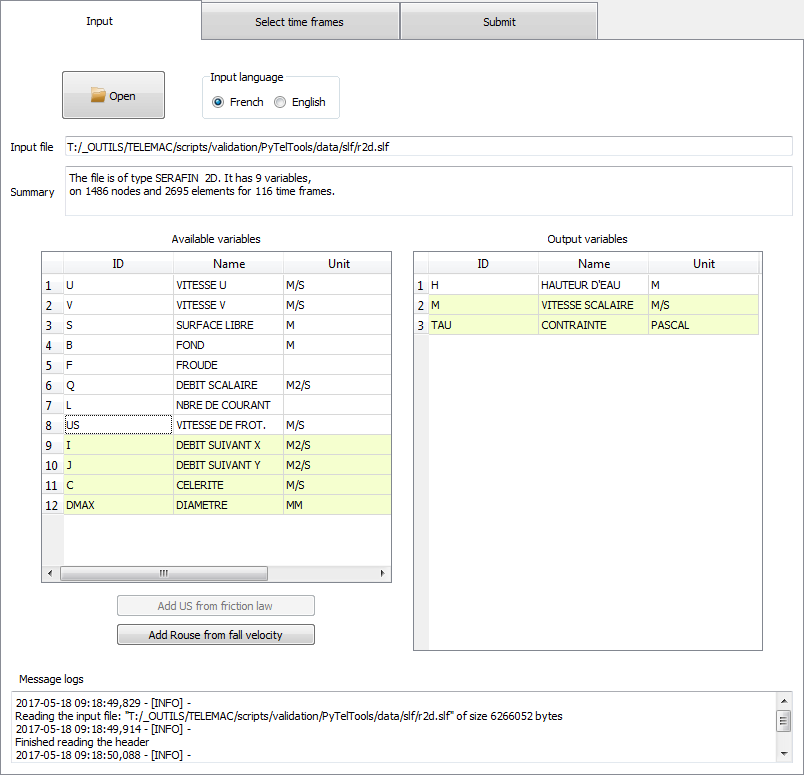 Input
Select time frames
Submit
Open
Input language
French
English
Input file
T:/_OUTILS/TELEMAC/scripts/validation/PyTelTools/data/slf/r2d.slf
Summary
The file is of type SERAFIN 2D. It has 9 variables,
on 1486 nodes and 2695 elements for 116 time frames.
Available variables
ID Name Unit
1 U VITESSE U M/S
2 V VITESSE V M/S
3 S SURFACE LIBRE M
4 B FOND M
5 F FROUDE
6 Q DEBIT SCALAIRE M2/S
7 L NBRE DE COURANT
8 US VITESSE DE FROT. M/S
9 I DEBIT SUIVANT X M2/S
10 J DEBIT SUIVANT Y M2/S
11 C CELERITE M/S
12 DMAX DIAMETRE MM
Add US from friction law
Add Rouse from fall velocity
Output variables
ID Name Unit
1 H HAUTEUR D'EAU M
2 M VITESSE SCALAIRE M/S
3 TAU CONTRAINTE PASCAL
Message logs
2017-05-18 09:18:49,829 - [INFO] -
Reading the input file: "T:/_OUTILS/TELEMAC/scripts/validation/PyTelTools/data/slf/r2d.slf" of size 6266052 bytes
2017-05-18 09:18:49,914 - [INFO] -
Finished reading the header
2017-05-18 09:18:50,088 - [INFO] -